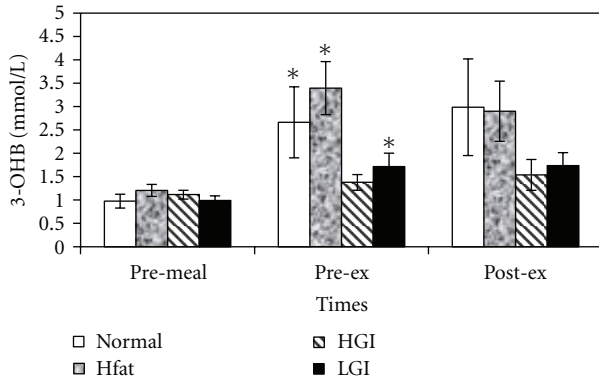 5
4.5
4
3.5
3
2.5
2
1.5
1
0.5
0
3-OHB (mmol/L)
* * *
Pre-meal Pre-ex Post-ex
Times
Normal HGI
Hfat LGI